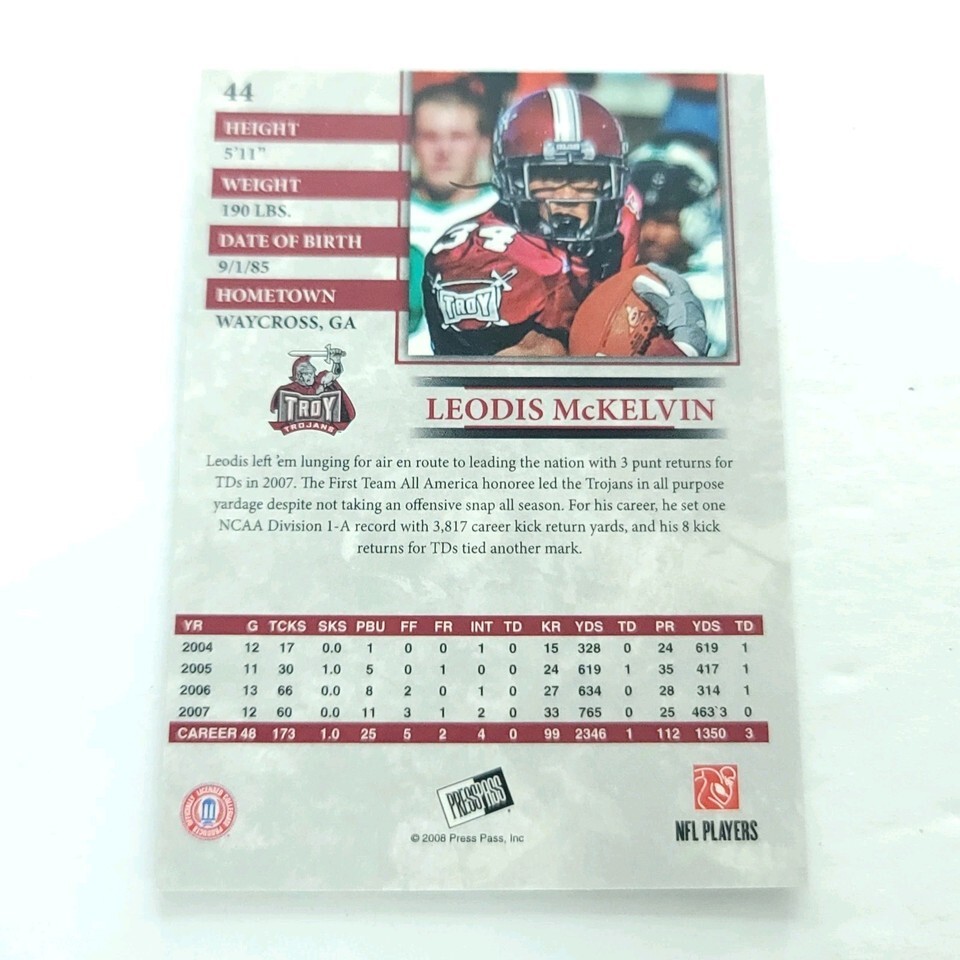 44
HEIGHT
5'11"
WEIGHT
190 LBS.
DATE OF BIRTH
9/1/85
HOMETOWN
WAYCROSS, GA
34
TROY
TROY
TROJANS
LEODIS McKELVIN
Leodis left 'em lunging for air en route to leading the nation with 3 punt returns for
TDs in 2007. The First Team All America honoree led the Trojans in all purpose
yardage despite not taking an offensive snap all season. For his career, he set one
NCAA Division 1-A record with 3,817 career kick return yards, and his 8 kick
returns for TDs tied another mark.
YR G TCKS SKS PBU FF FR INT TD KR YDS TD PR YDS TD
2004 12 17 0.0 1 0 0 1 0 15 328 0 24 619 1
2005 11 30 1.0 5 0 1 0 0 24 619 1 35 417 1
2006 13 66 0.0 8 2 0 1 0 27 634 0 28 314 1
2007 12 60 0.0 11 3 1 2 0 33 765 0 25 463`3 0
CAREER 48 173 1.0 25 5 2 4 0 99 2346 1 112 1350 3
OFFICIALLY LICENSED COLLEGIATE PRODUCTS
PRESS PASS
© 2008 Press Pass, Inc
NFL PLAYERS